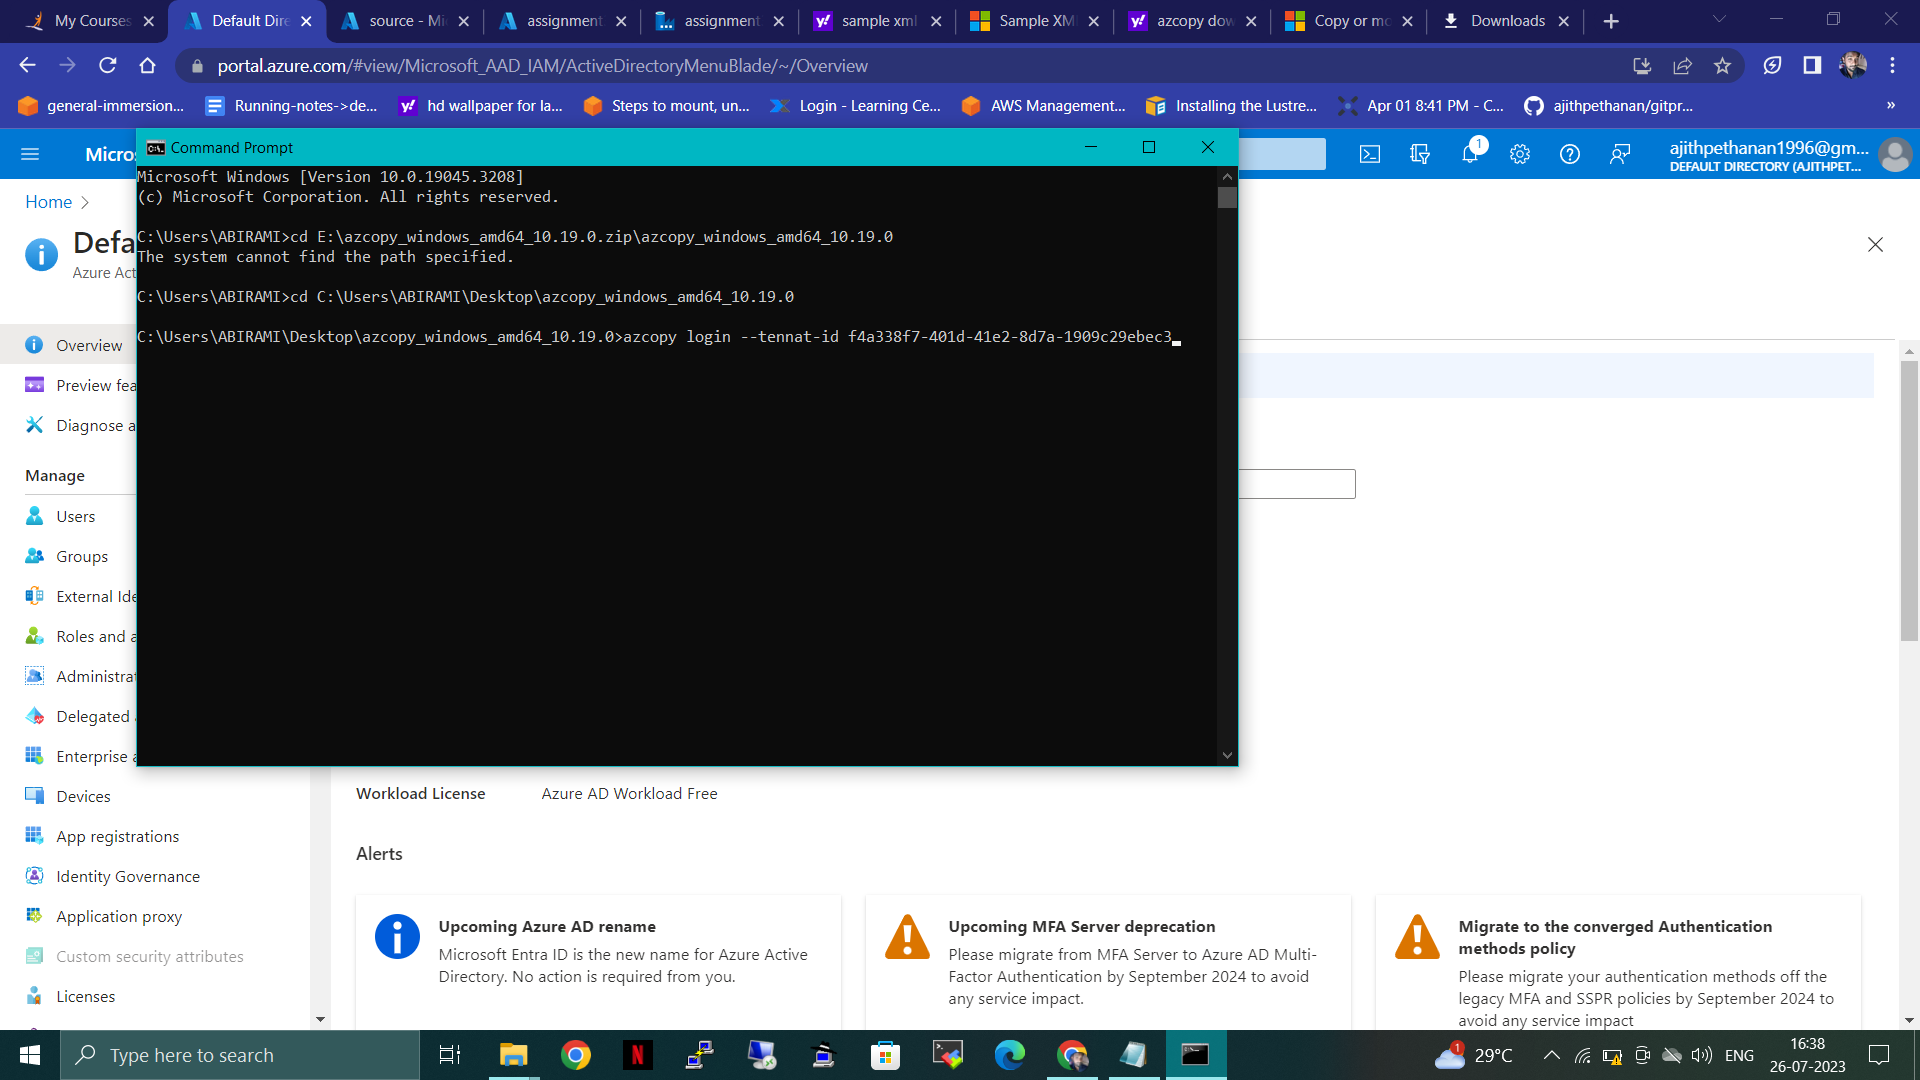 My Courses
Default Dire
source - Mi
assignment
assignment
sample xml
Sample XM
azcopy dow
Copy or mo
Downloads
portal.azure.com/#view/Microsoft_AAD_IAM/ActiveDirectoryMenuBlade/~/Overview
general-immersion...
Running-notes->de...
hd wallpaper for la...
Steps to mount, un...
Login - Learning Ce...
AWS Management...
Installing the Lustre...
Apr 01 8:41 PM - C...
ajithpethanan/gitpr...
»
Micros
1
ajithpethanan1996@gm...
DEFAULT DIRECTORY (AJITHPET...
Command Prompt
Microsoft Windows [Version 10.0.19045.3208]
(c) Microsoft Corporation. All rights reserved.
C:\Users\ABIRAMI>cd E:\azcopy_windows_amd64_10.19.0.zip\azcopy_windows_amd64_10.19.0
The system cannot find the path specified.
C:\Users\ABIRAMI>cd C:\Users\ABIRAMI\Desktop\azcopy_windows_amd64_10.19.0
C:\Users\ABIRAMI\Desktop\azcopy_windows_amd64_10.19.0>azcopy login --tennat-id f4a338f7-401d-41e2-8d7a-1909c29ebec3
Home
Defa
Azure Act
Overview
Preview fea
Diagnose a
Manage
Users
Groups
External Ide
Roles and a
Administrat
Delegated a
Enterprise a
Devices
App registrations
Identity Governance
Application proxy
Custom security attributes
Licenses
Workload License
Azure AD Workload Free
Alerts
Upcoming Azure AD rename
Microsoft Entra ID is the new name for Azure Active
Directory. No action is required from you.
Upcoming MFA Server deprecation
Please migrate from MFA Server to Azure AD Multi-
Factor Authentication by September 2024 to avoid
any service impact.
Migrate to the converged Authentication
methods policy
Please migrate your authentication methods off the
legacy MFA and SSPR policies by September 2024 to
avoid any service impact
Type here to search
1
29°C
ENG
16:38
26-07-2023